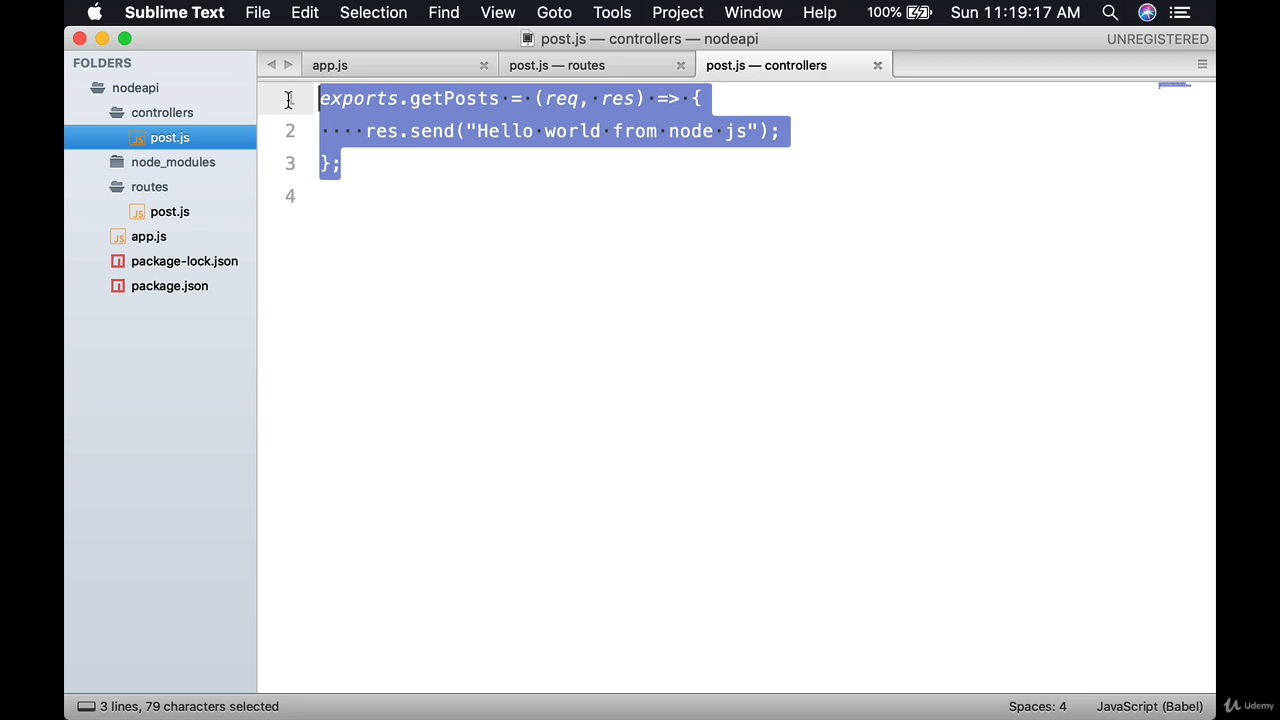 Sublime Text File Edit Selection Find View Goto Tools Project Window Help 100% Sun 11:19:17 AM
post.js — controllers — nodeapi UNREGISTERED
FOLDERS
nodeapi
controllers
post.js
node_modules
routes
post.js
app.js
package-lock.json
package.json
app.js post.js — routes post.js — controllers
1 exports.getPosts = (req, res) => {
2 ····res.send("Hello world from node js");
3 };
4
3 lines, 79 characters selected Spaces: 4 JavaScript (Babel)
Udemy